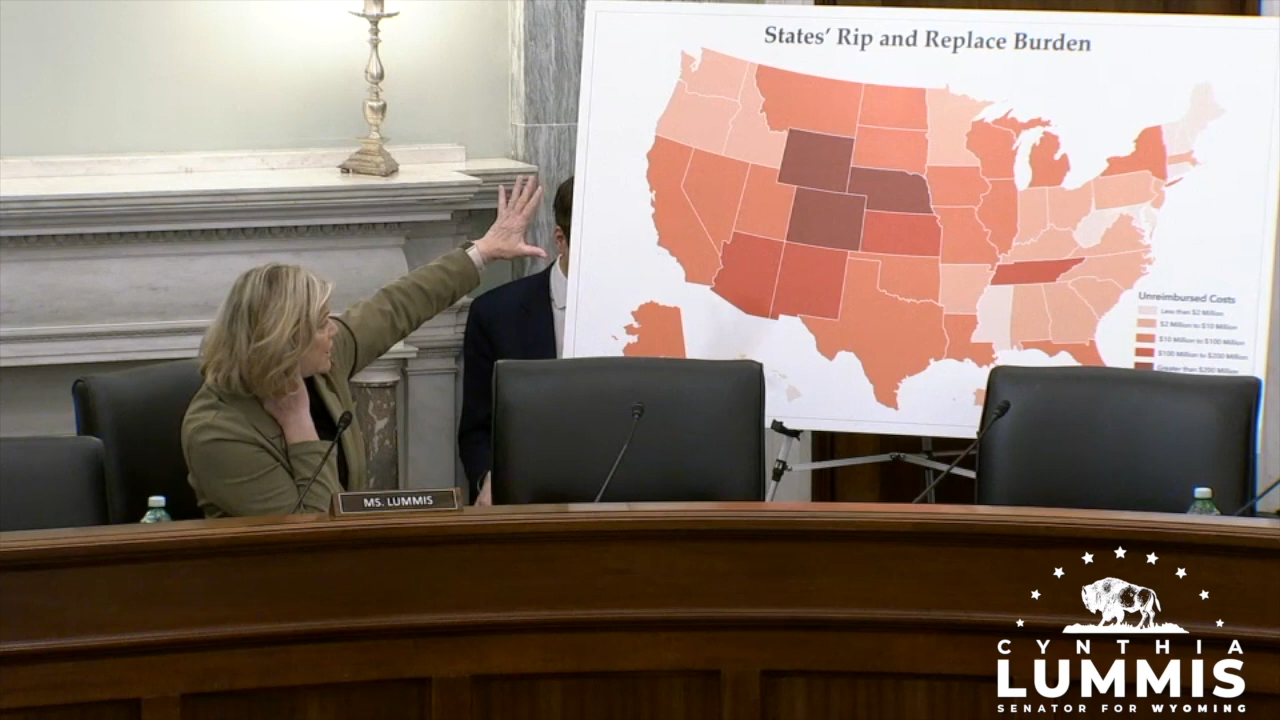 States' Rip and Replace Burden
Unreimbursed Costs
Less than $2 Million
$2 Million to $10 Million
$10 Million to $100 Million
$100 Million to $200 Million
Greater than $200 Million
MS. LUMMIS
CYNTHIA
LUMMIS
SENATOR FOR WYOMING